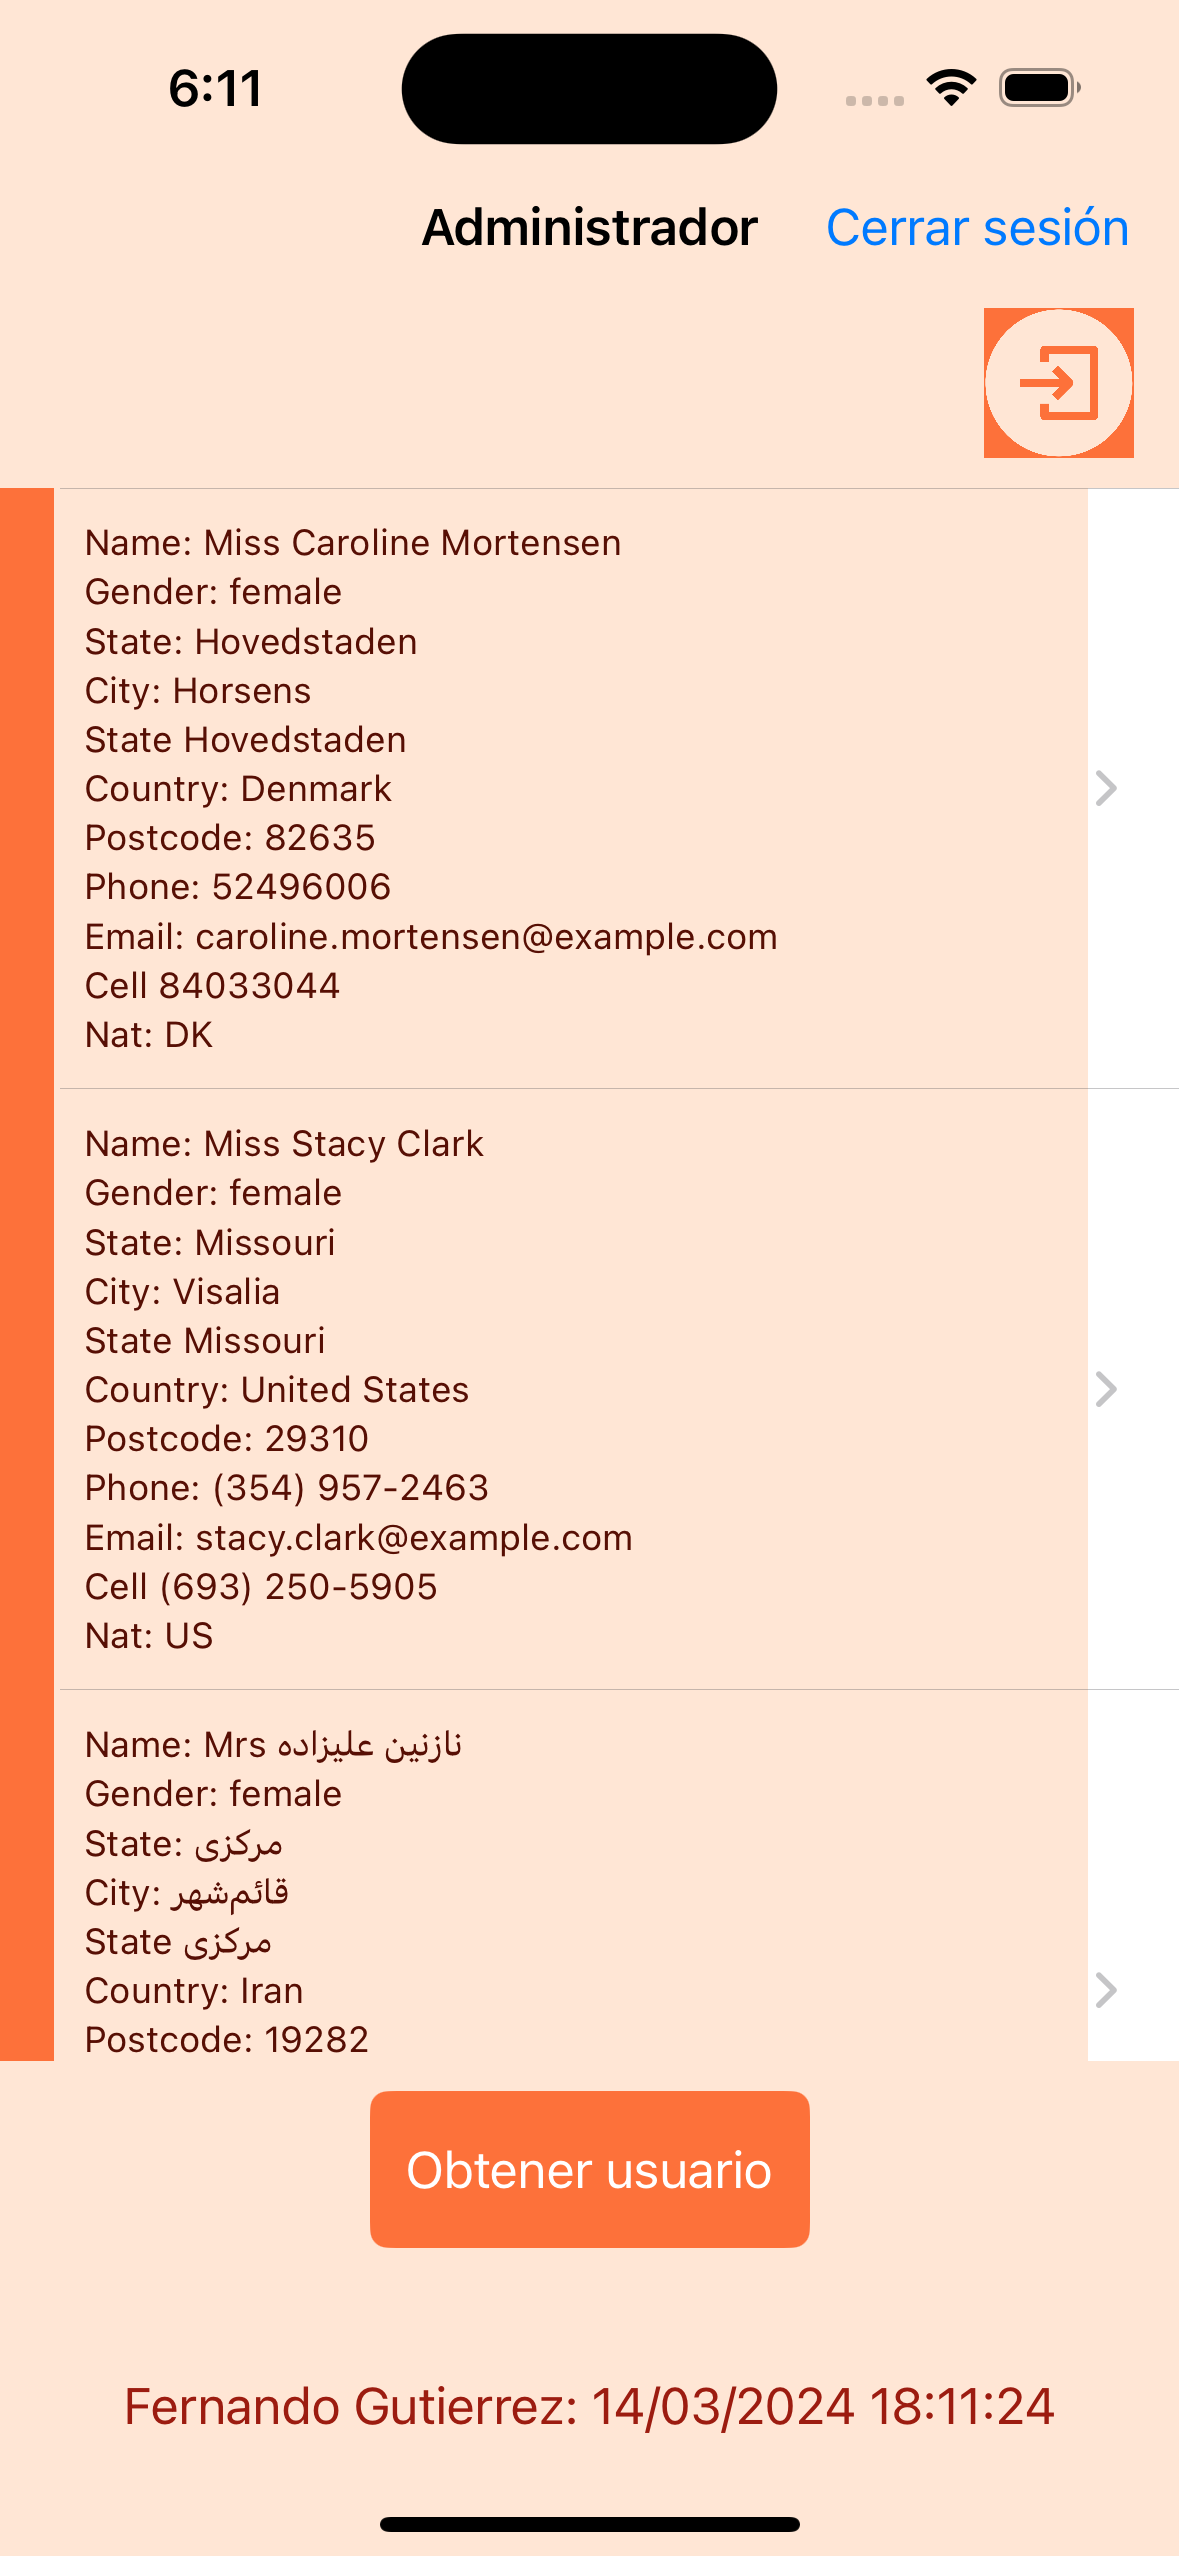 6:11
Administrador
Cerrar sesión
Name: Miss Caroline Mortensen
Gender: female
State: Hovedstaden
City: Horsens
State Hovedstaden
Country: Denmark
Postcode: 82635
Phone: 52496006
Email: caroline.mortensen@example.com
Cell 84033044
Nat: DK
Name: Miss Stacy Clark
Gender: female
State: Missouri
City: Visalia
State Missouri
Country: United States
Postcode: 29310
Phone: (354) 957-2463
Email: stacy.clark@example.com
Cell (693) 250-5905
Nat: US
Name: Mrs نازنین علیزاده
Gender: female
State: مرکزی
City: قائم‌شهر
State مرکزی
Country: Iran
Postcode: 19282
Obtener usuario
Fernando Gutierrez: 14/03/2024 18:11:24